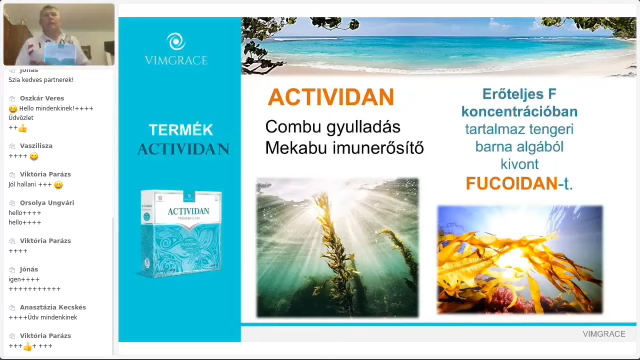 Jónás
Szia kedves partnerek!
Oszkár Veres
Hello mindenkinek!++++
Üdvözlet
++
Vaszilisza
++++
Viktória Parázs
Jól hallani +++
Orsolya Ungvári
hello++++
hello++++
Viktória Parázs
++++
Jónás
igen++++
+++++++++++
Anasztázia Kecskés
++++Üdv mindenkinek
Viktória Parázs
+++ + +++
VIMGRACE
TERMÉK
ACTIVIDAN
ACTIVIDAN
ACTIVIDAN
Combu gyulladás
Mekabu imunerősítő
Erőteljes F
koncentrációban
tartalmaz tengeri
barna algából
kivont
FUCOIDAN-t.
VIMGRACE